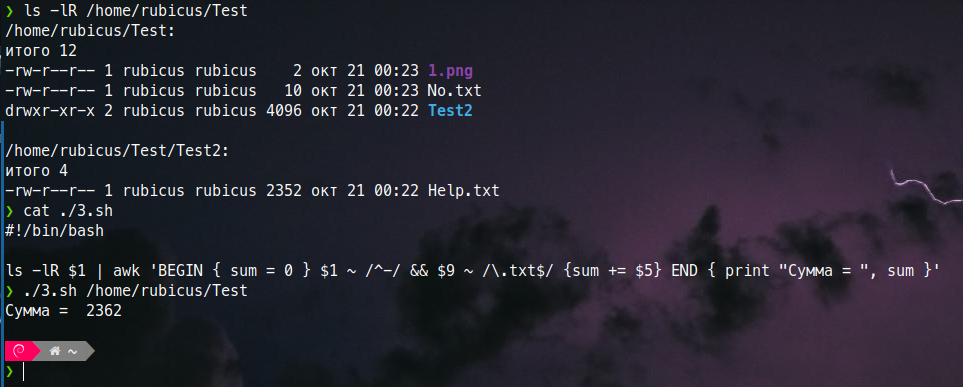 ❯ ls -lR /home/rubicus/Test
/home/rubicus/Test:
итого 12
-rw-r--r-- 1 rubicus rubicus    2 окт 21 00:23 1.png
-rw-r--r-- 1 rubicus rubicus   10 окт 21 00:23 No.txt
drwxr-xr-x 2 rubicus rubicus 4096 окт 21 00:22 Test2

/home/rubicus/Test/Test2:
итого 4
-rw-r--r-- 1 rubicus rubicus 2352 окт 21 00:22 Help.txt
❯ cat ./3.sh
#!/bin/bash

ls -lR $1 | awk 'BEGIN { sum = 0 } $1 ~ /^-/ && $9 ~ /\.txt$/ {sum += $5} END { print "Сумма = ", sum }'
❯ ./3.sh /home/rubicus/Test
Сумма =  2362

~
❯